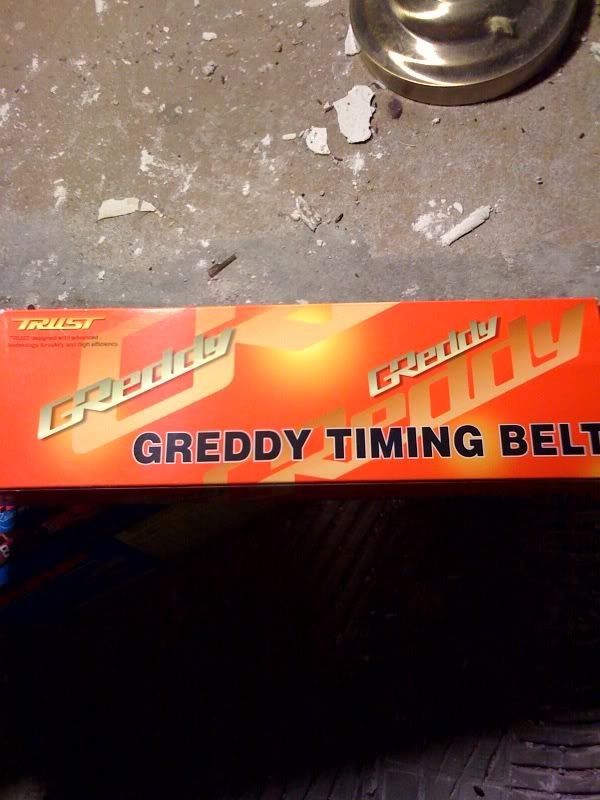 TRUST
TRUST designed with advanced
technology for safety and high efficiency.
GReddy
GReddy
GReddy
GREDDY TIMING BELT